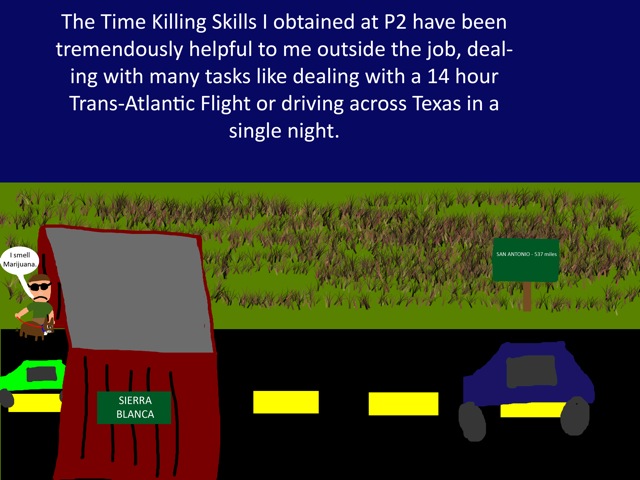 The Time Killing Skills I obtained at P2 have been
tremendously helpful to me outside the job, deal-
ing with many tasks like dealing with a 14 hour
Trans-Atlantic Flight or driving across Texas in a
single night.
I smell
Marijuana.
SAN ANTONIO - 537 miles
SIERRA
BLANCA